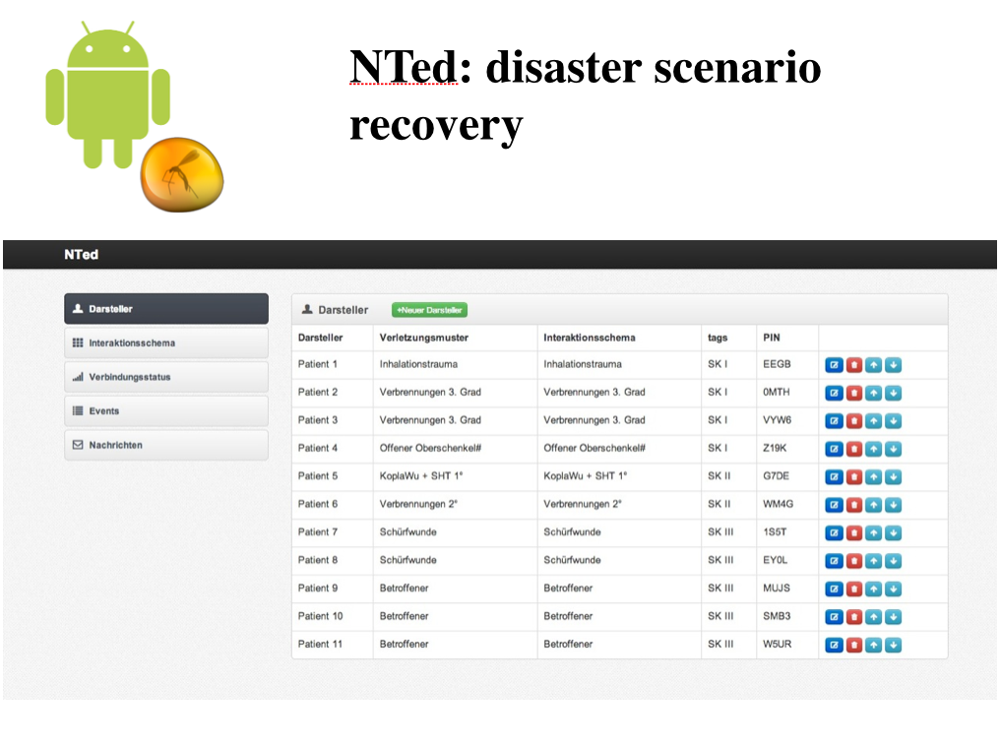 NTed: disaster scenario
recovery
NTed
Darsteller
Interaktionsschema
Verbindungsstatus
Events
Nachrichten
Darsteller +Neuer Darsteller
Darsteller Verletzungsmuster Interaktionsschema tags PIN
Patient 1 Inhalationstrauma Inhalationstrauma SK I EEGB
Patient 2 Verbrennungen 3. Grad Verbrennungen 3. Grad SK I 0MTH
Patient 3 Verbrennungen 3. Grad Verbrennungen 3. Grad SK I VYW6
Patient 4 Offener Oberschenkel# Offener Oberschenkel# SK I Z19K
Patient 5 KoplaWu + SHT 1° KoplaWu + SHT 1° SK II G7DE
Patient 6 Verbrennungen 2° Verbrennungen 2° SK II WM4G
Patient 7 Schürfwunde Schürfwunde SK III 1S5T
Patient 8 Schürfwunde Schürfwunde SK III EY0L
Patient 9 Betroffener Betroffener SK III MUJS
Patient 10 Betroffener Betroffener SK III SMB3
Patient 11 Betroffener Betroffener SK III W5UR